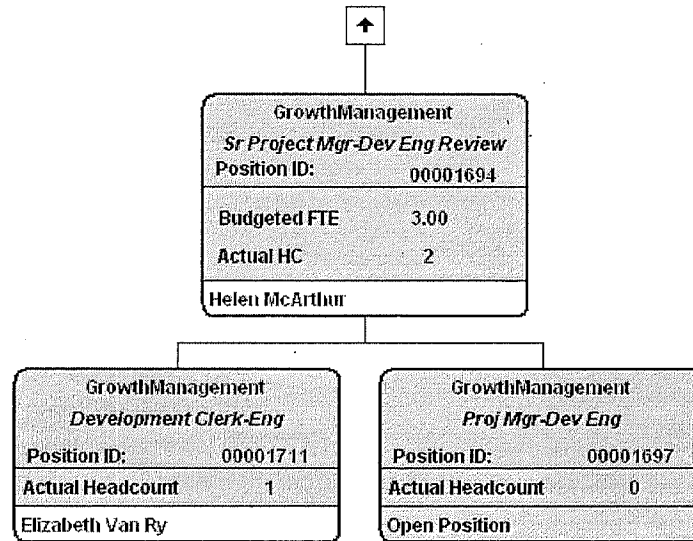 GrowthManagement
Sr Project Mgr-Dev Eng Review
Position ID: 00001694
Budgeted FTE 3.00
Actual HC 2
Helen McArthur
GrowthManagement
Development Clerk-Eng
Position ID: 00001711
Actual Headcount 1
Elizabeth Van Ry
GrowthManagement
Proj Mgr-Dev Eng
Position ID: 00001697
Actual Headcount 0
Open Position